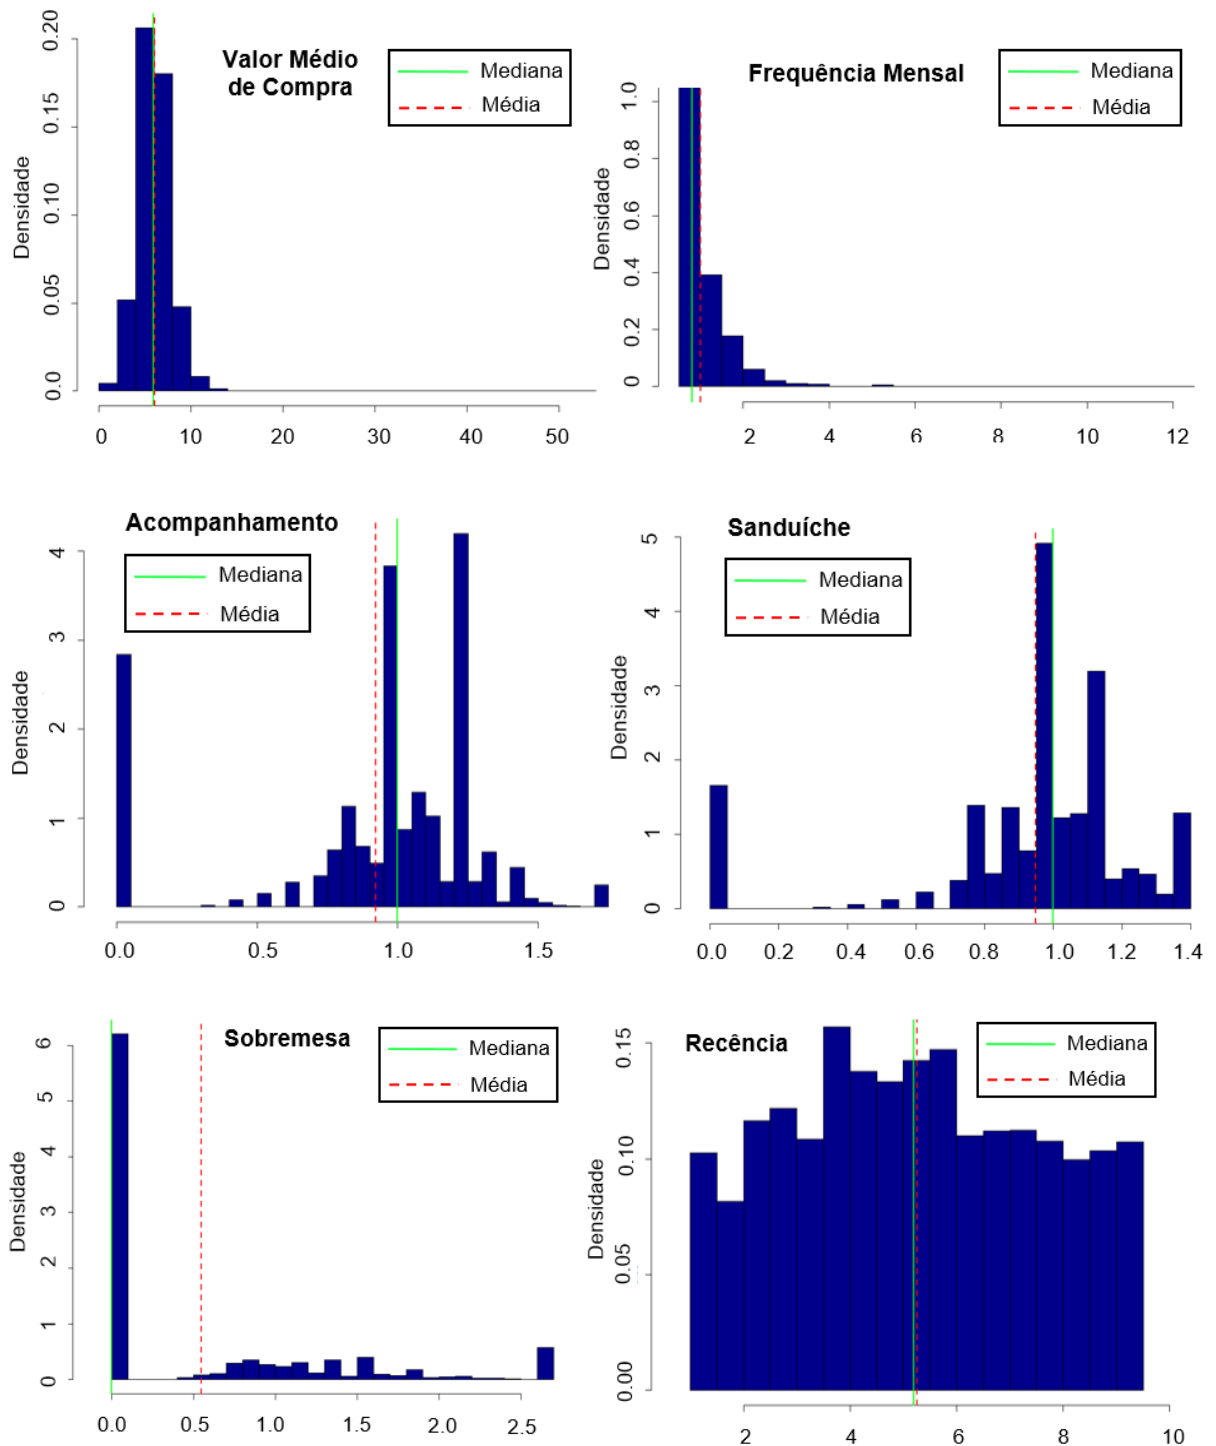 Valor Médio
de Compra
Mediana
Média
Densidade
0.20
0.15
0.10
0.05
0.0
0 10 20 30 40 50
Frequência Mensal
Mediana
Média
Densidade
1.0
0.8
0.6
0.4
0.2
0
2 4 6 8 10 12
Acompanhamento
Mediana
Média
Densidade
4
3
2
1
0
0.0 0.5 1.0 1.5
Sanduíche
Mediana
Média
Densidade
5
4
3
2
1
0
0.0 0.2 0.4 0.6 0.8 1.0 1.2 1.4
Sobremesa
Mediana
Média
Densidade
6
5
4
3
2
1
0
0.0 0.5 1.0 1.5 2.0 2.5
Recência
Mediana
Média
Densidade
0.15
0.10
0.05
0.00
2 4 6 8 10